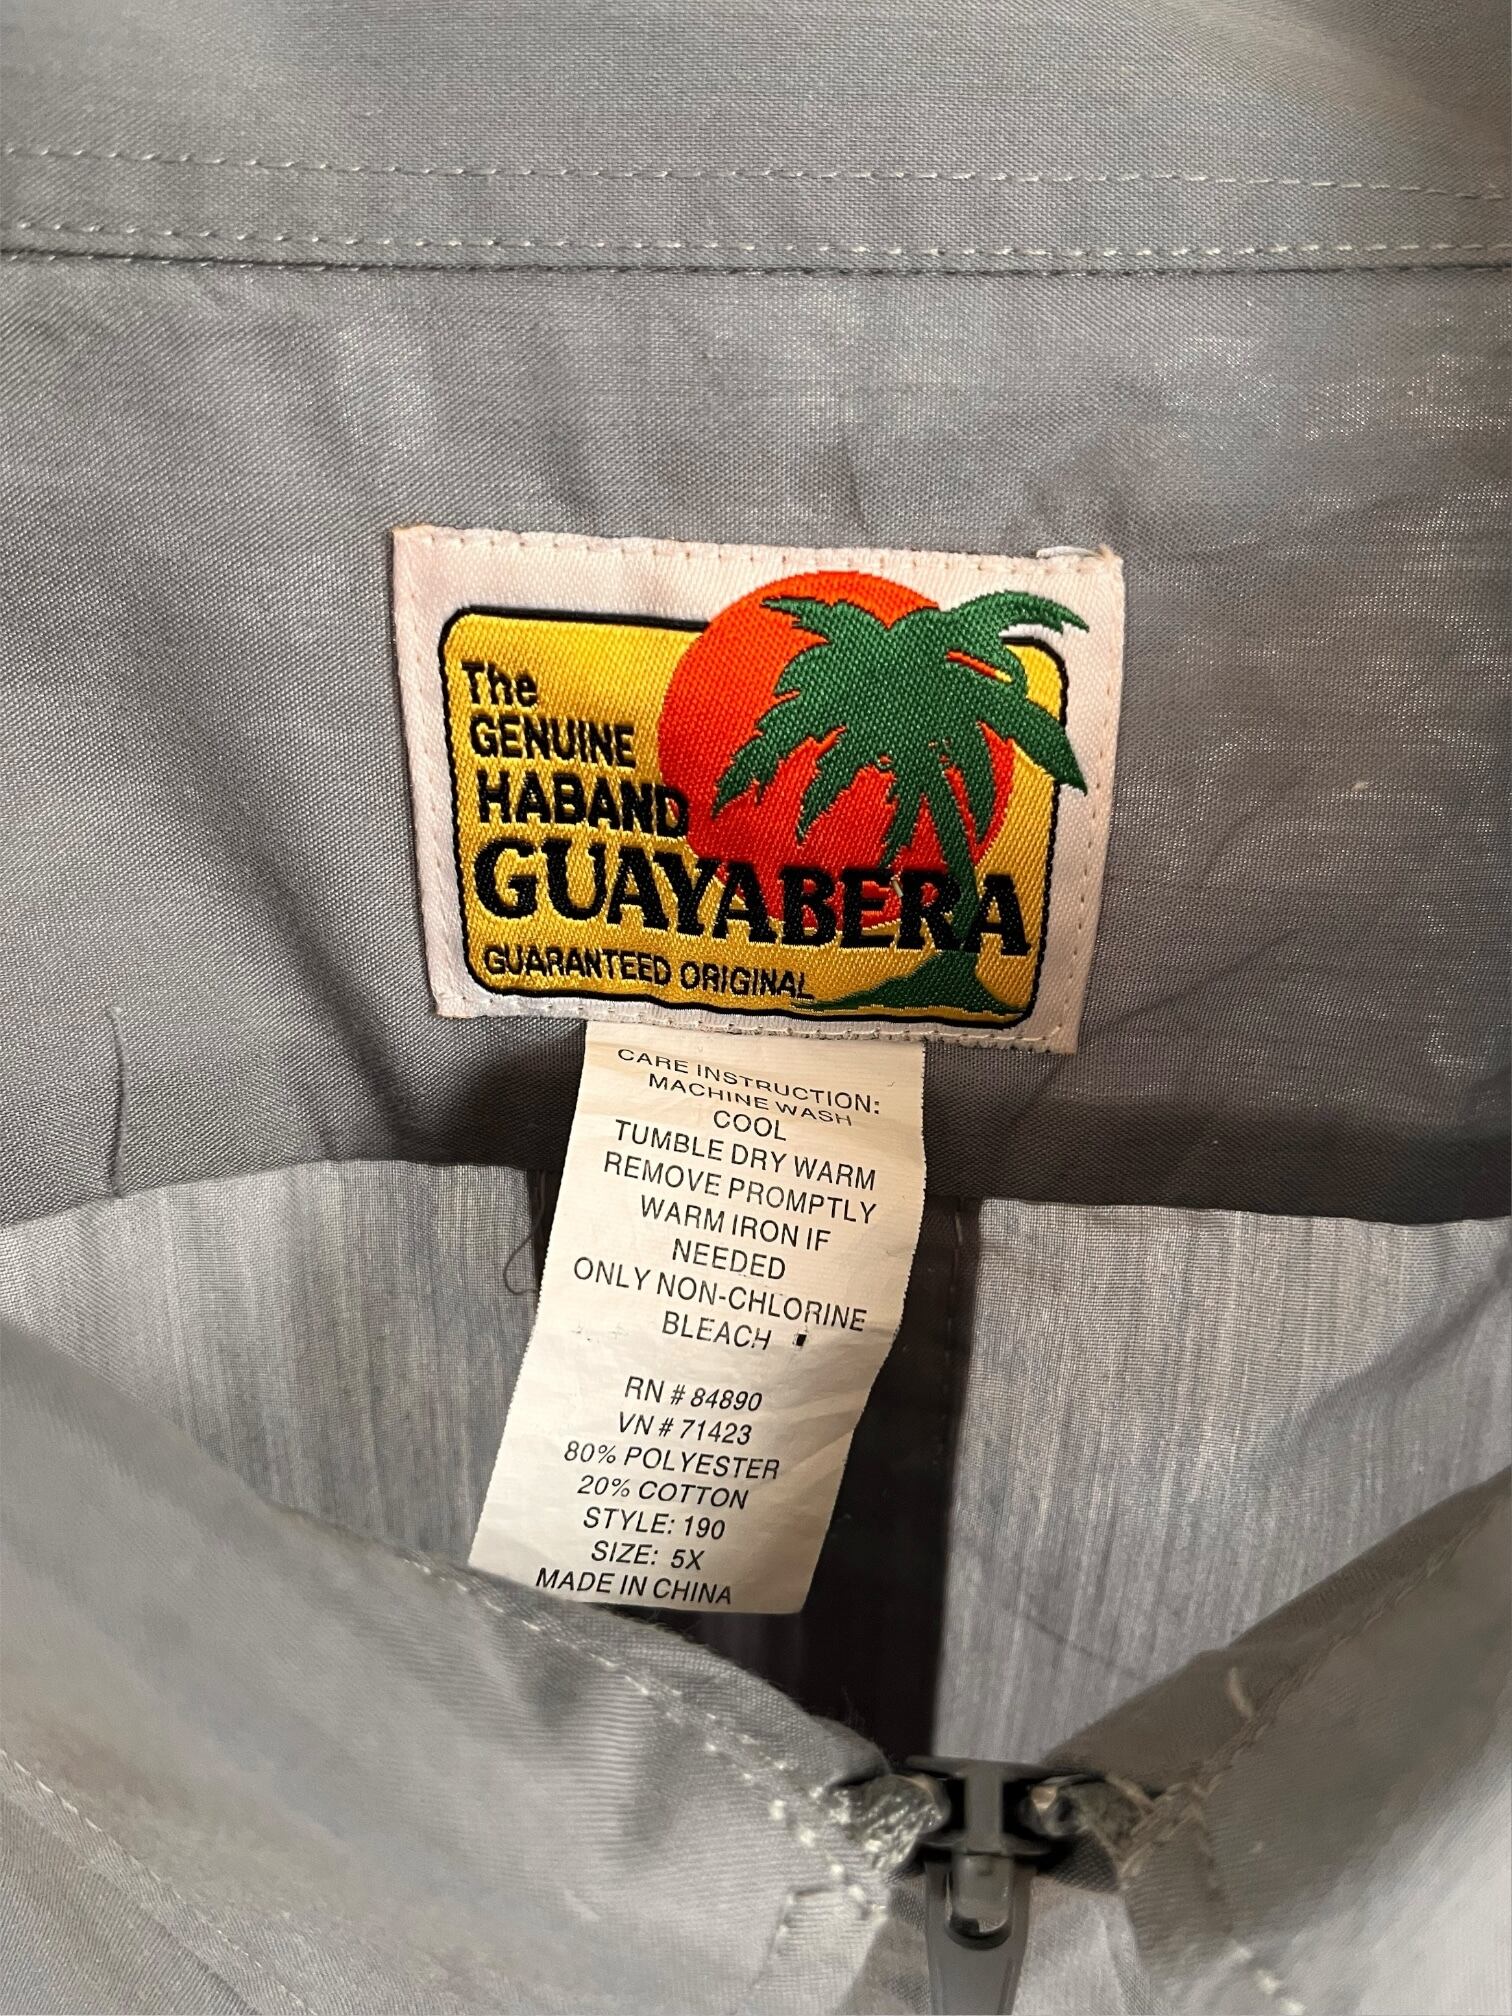 The
GENUINE
HABAND
GUAYABERA
GUARANTEED ORIGINAL
CARE INSTRUCTION:
MACHINE WASH
COOL
TUMBLE DRY WARM
REMOVE PROMPTLY
WARM IRON IF
NEEDED
ONLY NON-CHLORINE
BLEACH
RN # 84890
VN # 71423
80% POLYESTER
20% COTTON
STYLE: 190
SIZE: 5X
MADE IN CHINA